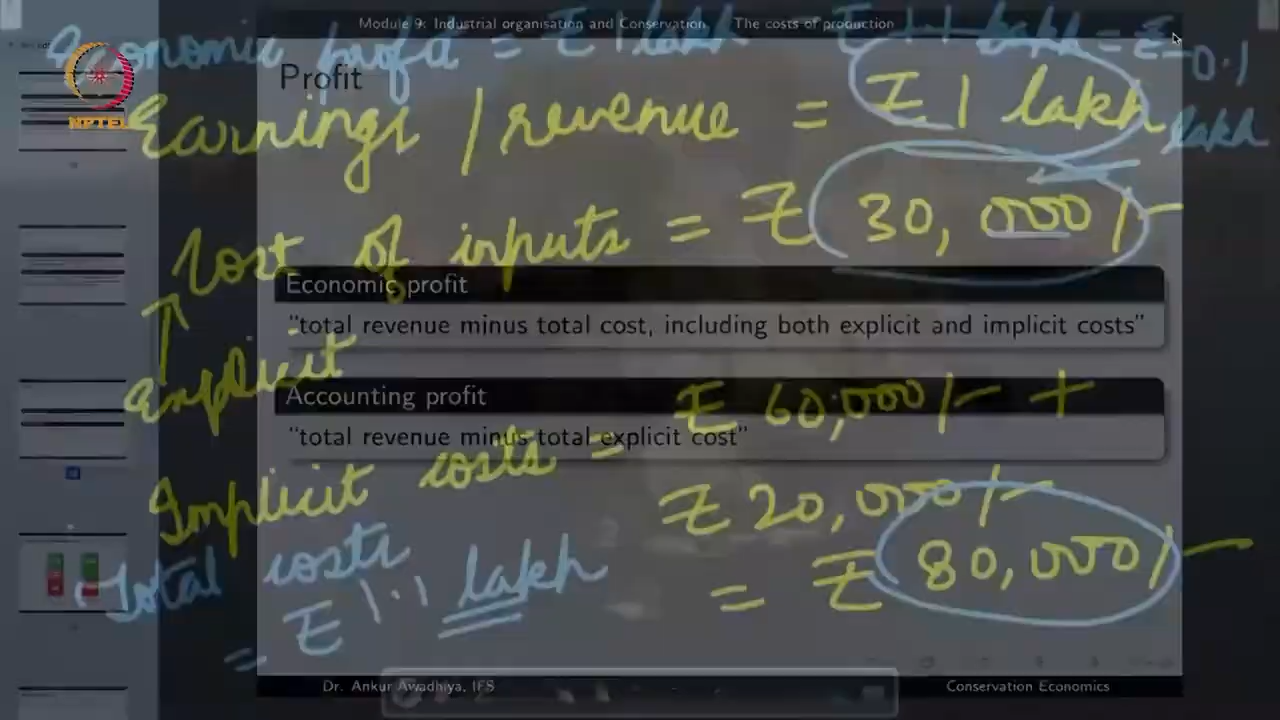 Module 9: Industrial organisation and Conservation The costs of production
Economic profit = ₹ 1 lakh - ₹ 1.1 lakh = ₹ -0.1 lakh
Profit
NPTEL
Earnings / revenue = ₹ 1 lakh
Cost of inputs = ₹ 30,000/-
Economic profit
"total revenue minus total cost, including both explicit and implicit costs"
Explicit
Accounting profit
"total revenue minus total explicit cost"
Implicit costs = ₹ 60,000/- +
₹ 20,000/-
= ₹ 80,000/-
Total costs
= ₹ 1.1 lakh
Dr. Ankur Awadhiya, IFS Conservation Economics